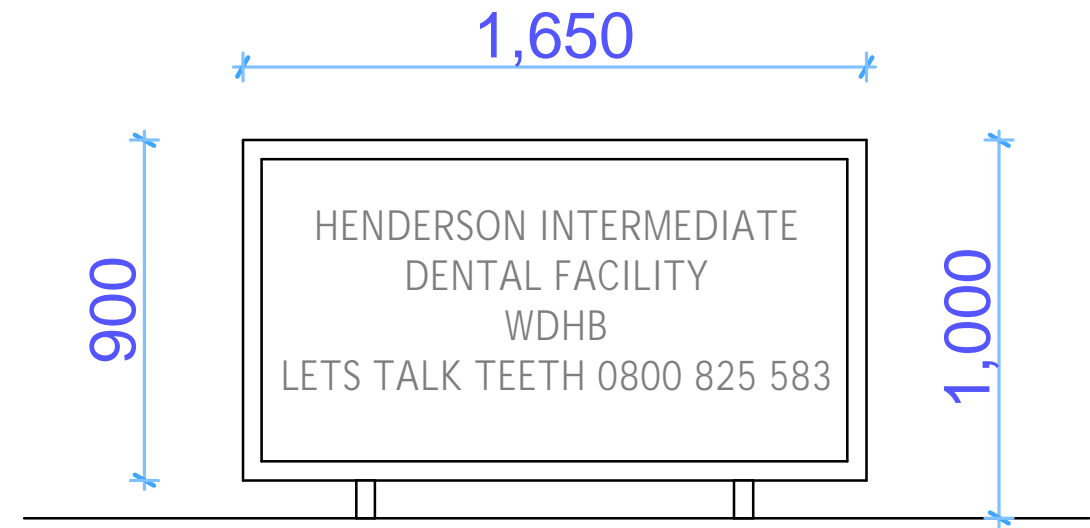 1,650
HENDERSON INTERMEDIATE
DENTAL FACILITY
WDHB
LETS TALK TEETH 0800 825 583
900
1,000